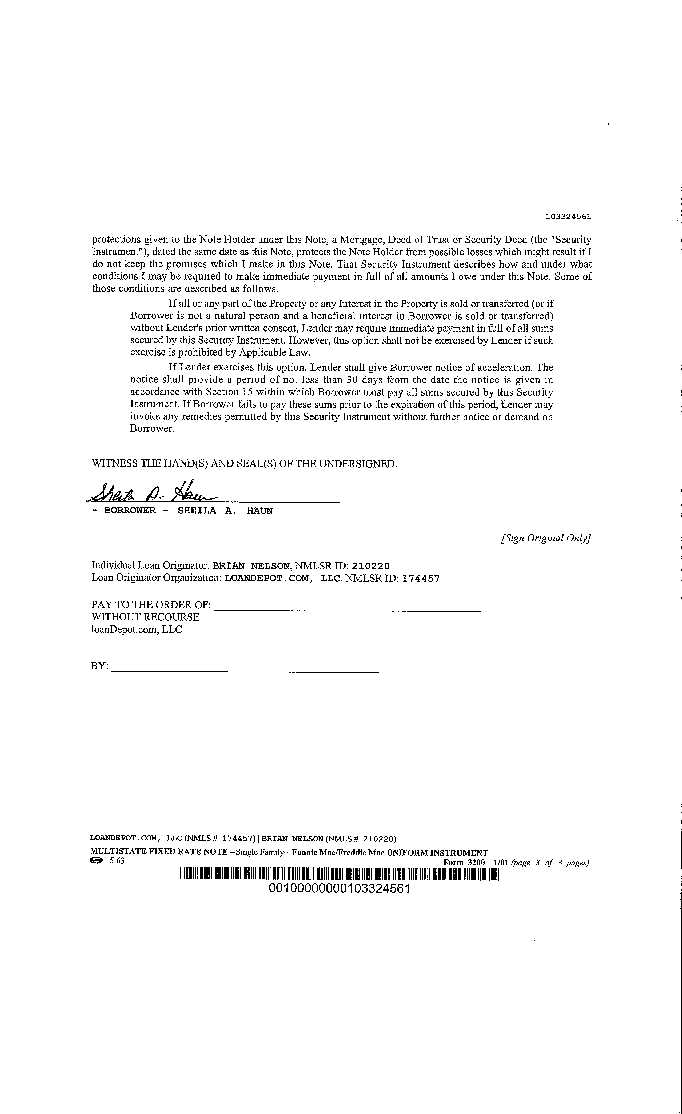 103324561
protections given to the Note Holder under this Note, a Mortgage, Deed of Trust or Security Deed (the "Security
Instrument"), dated the same date as this Note, protects the Note Holder from possible losses which might result if I
do not keep the promises which I make in this Note. That Security Instrument describes how and under what
conditions I may be required to make immediate payment in full of all amounts I owe under this Note. Some of
those conditions are described as follows:
If all or any part of the Property or any Interest in the Property is sold or transferred (or if
Borrower is not a natural person and a beneficial interest in Borrower is sold or transferred)
without Lender's prior written consent, Lender may require immediate payment in full of all sums
secured by this Security Instrument. However, this option shall not be exercised by Lender if such
exercise is prohibited by Applicable Law.
If Lender exercises this option, Lender shall give Borrower notice of acceleration. The
notice shall provide a period of not less than 30 days from the date the notice is given in
accordance with Section 15 within which Borrower must pay all sums secured by this Security
Instrument. If Borrower fails to pay these sums prior to the expiration of this period, Lender may
invoke any remedies permitted by this Security Instrument without further notice or demand on
Borrower.
WITNESS THE HAND(S) AND SEAL(S) OF THE UNDERSIGNED.
Sheila A. Haun
- BORROWER - SHEILA A. HAUN
[Sign Original Only]
Individual Loan Originator: BRIAN NELSON, NMLSR ID: 210220
Loan Originator Organization: LOANDEPOT.COM, LLC, NMLSR ID: 174457
PAY TO THE ORDER OF:
WITHOUT RECOURSE
loanDepot.com, LLC
BY:
LOANDEPOT.COM, LLC (NMLS # 174457) | BRIAN NELSON (NMLS # 210220)
MULTISTATE FIXED RATE NOTE - Single Family - Fannie Mae/Freddie Mac UNIFORM INSTRUMENT
5.63 Form 3200 1/01 (page 3 of 3 pages)
00100000000103324561